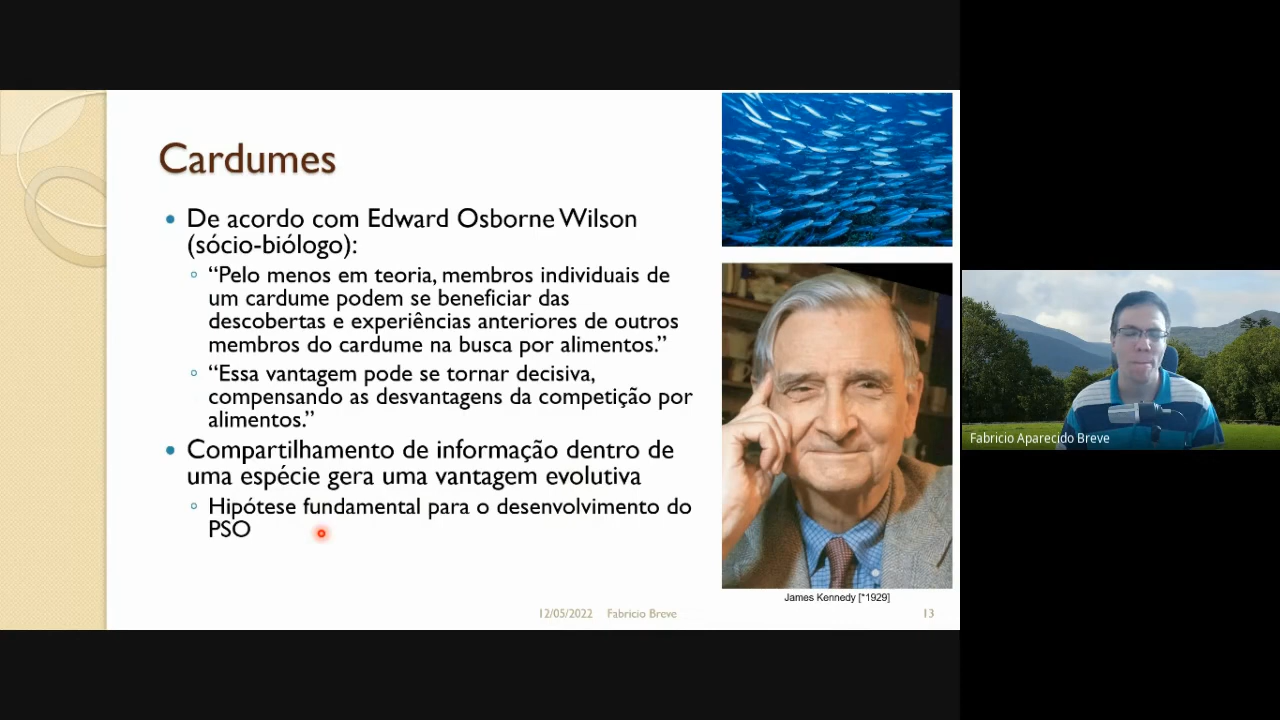 Cardumes
De acordo com Edward Osborne Wilson
(sócio-biólogo):
“Pelo menos em teoria, membros individuais de
um cardume podem se beneficiar das
descobertas e experiências anteriores de outros
membros do cardume na busca por alimentos.”
“Essa vantagem pode se tornar decisiva,
compensando as desvantagens da competição por
alimentos.”
Compartilhamento de informação dentro de
uma espécie gera uma vantagem evolutiva
Hipótese fundamental para o desenvolvimento do
PSO
James Kennedy [*1929]
12/05/2022 Fabricio Breve 13
Fabricio Aparecido Breve